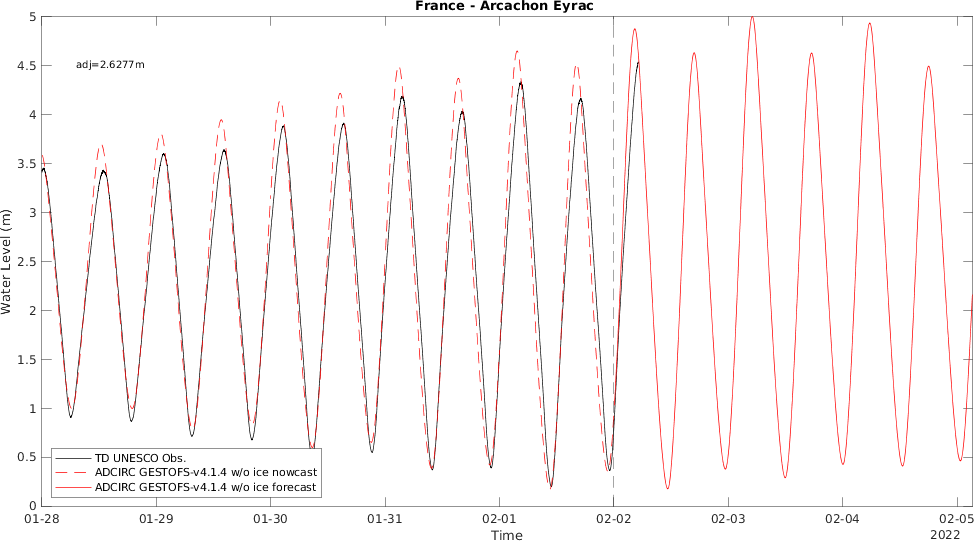 France - Arcachon Eyrac
5
adj=2.6277m
4.5
4
3.5
3
2.5
2
1.5
1
0.5
0
Water Level (m)
TD UNESCO Obs.
ADCIRC GESTOFS-v4.1.4 w/o ice nowcast
ADCIRC GESTOFS-v4.1.4 w/o ice forecast
01-28 01-29 01-30 01-31 02-01 02-02 02-03 02-04 02-05
Time
2022